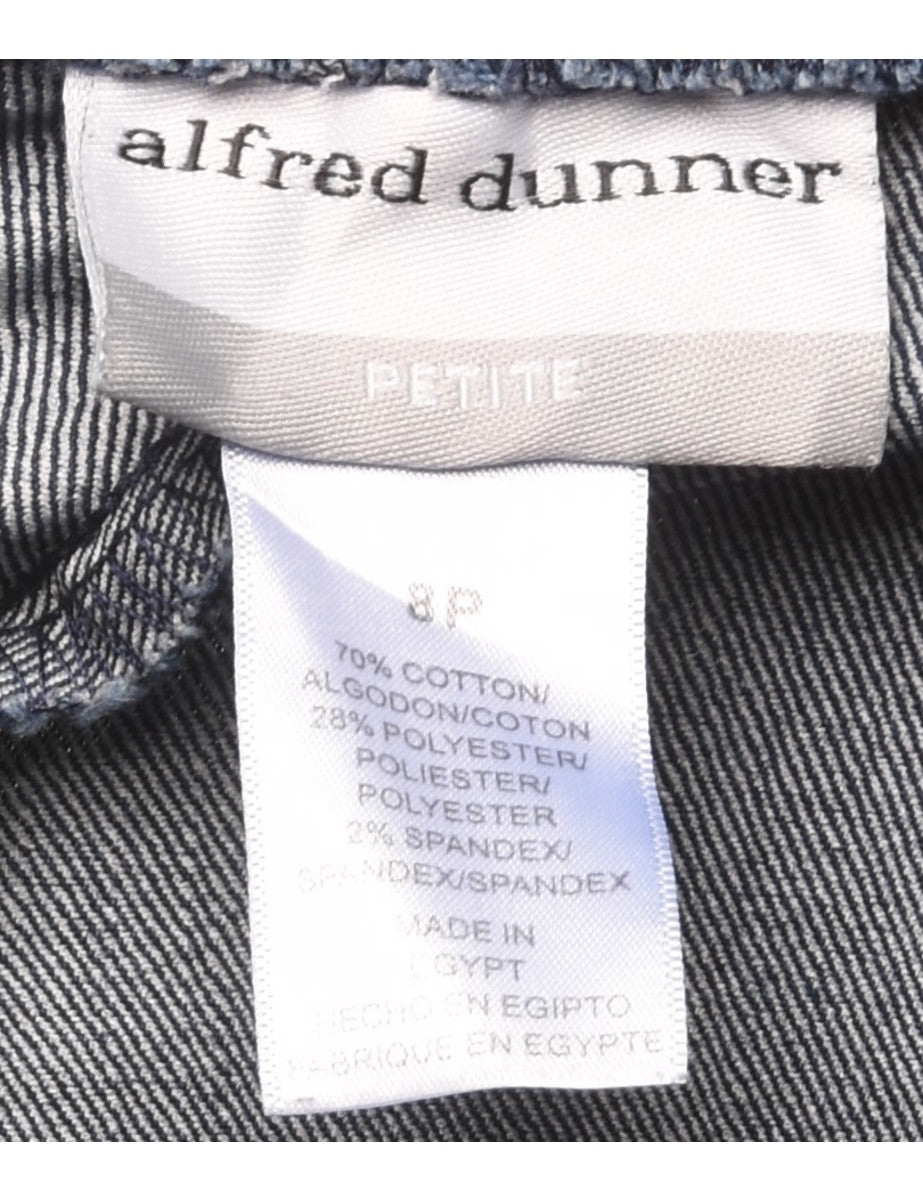 alfred dunner
PETITE
8P
70% COTTON/
ALGODON/COTON
28% POLYESTER/
POLIESTER/
POLYESTER
2% SPANDEX/
SPANDEX/SPANDEX
MADE IN
EGYPT
HECHO EN EGIPTO
FABRIQUE EN EGYPTE